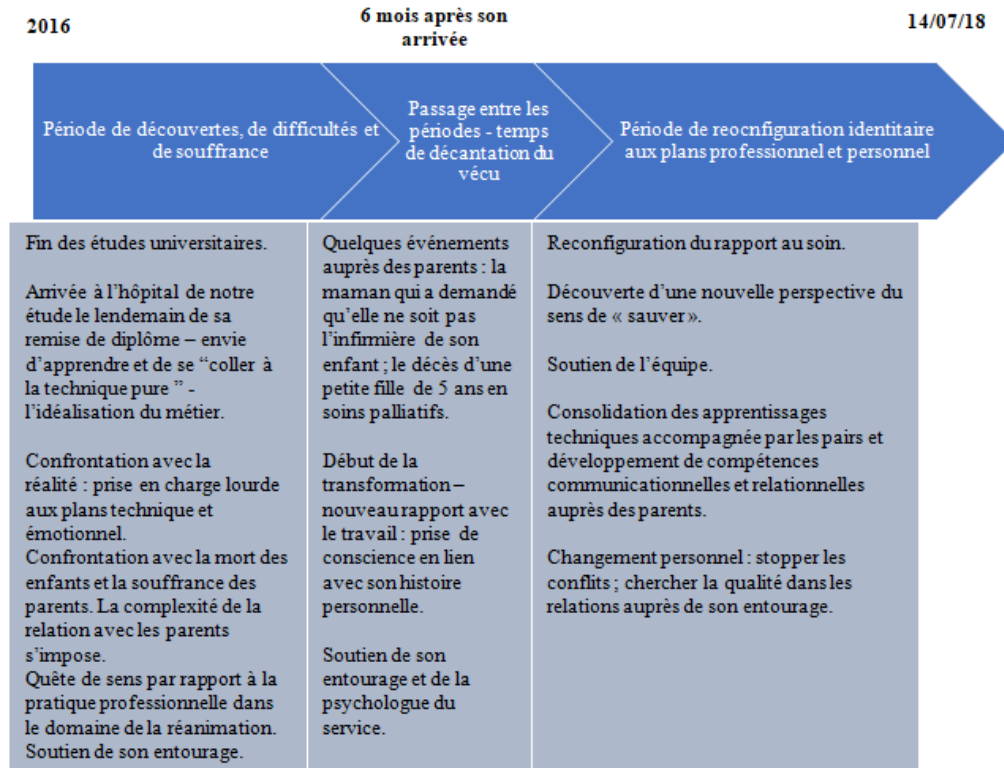 2016
6 mois après son
arrivée
14/07/18
Période de découvertes, de difficultés et
de souffrance
Passage entre les
périodes - temps
de décantation du
vécu
Période de reocnfiguration identitaire
aux plans professionnel et personnel
Fin des études universitaires.
Arrivée à l’hôpital de notre
étude le lendemain de sa
remise de diplôme – envie
d’apprendre et de se “coller à
la technique pure ” -
l’idéalisation du métier.
Confrontation avec la
réalité : prise en charge lourde
aux plans technique et
émotionnel.
Confrontation avec la mort des
enfants et la souffrance des
parents. La complexité de la
relation avec les parents
s’impose.
Quête de sens par rapport à la
pratique professionnelle dans
le domaine de la réanimation.
Soutien de son entourage.
Quelques événements
auprès des parents : la
maman qui a demandé
qu’elle ne soit pas
l’infirmière de son
enfant ; le décès d’une
petite fille de 5 ans en
soins palliatifs.
Début de la
transformation –
nouveau rapport avec
le travail : prise de
conscience en lien
avec son histoire
personnelle.
Soutien de son
entourage et de la
psychologue du
service.
Reconfiguration du rapport au soin.
Découverte d’une nouvelle perspective du
sens de « sauver ».
Soutien de l’équipe.
Consolidation des apprentissages
techniques accompagnée par les pairs et
développement de compétences
communicationnelles et relationnelles
auprès des parents.
Changement personnel : stopper les
conflits ; chercher la qualité dans les
relations auprès de son entourage.